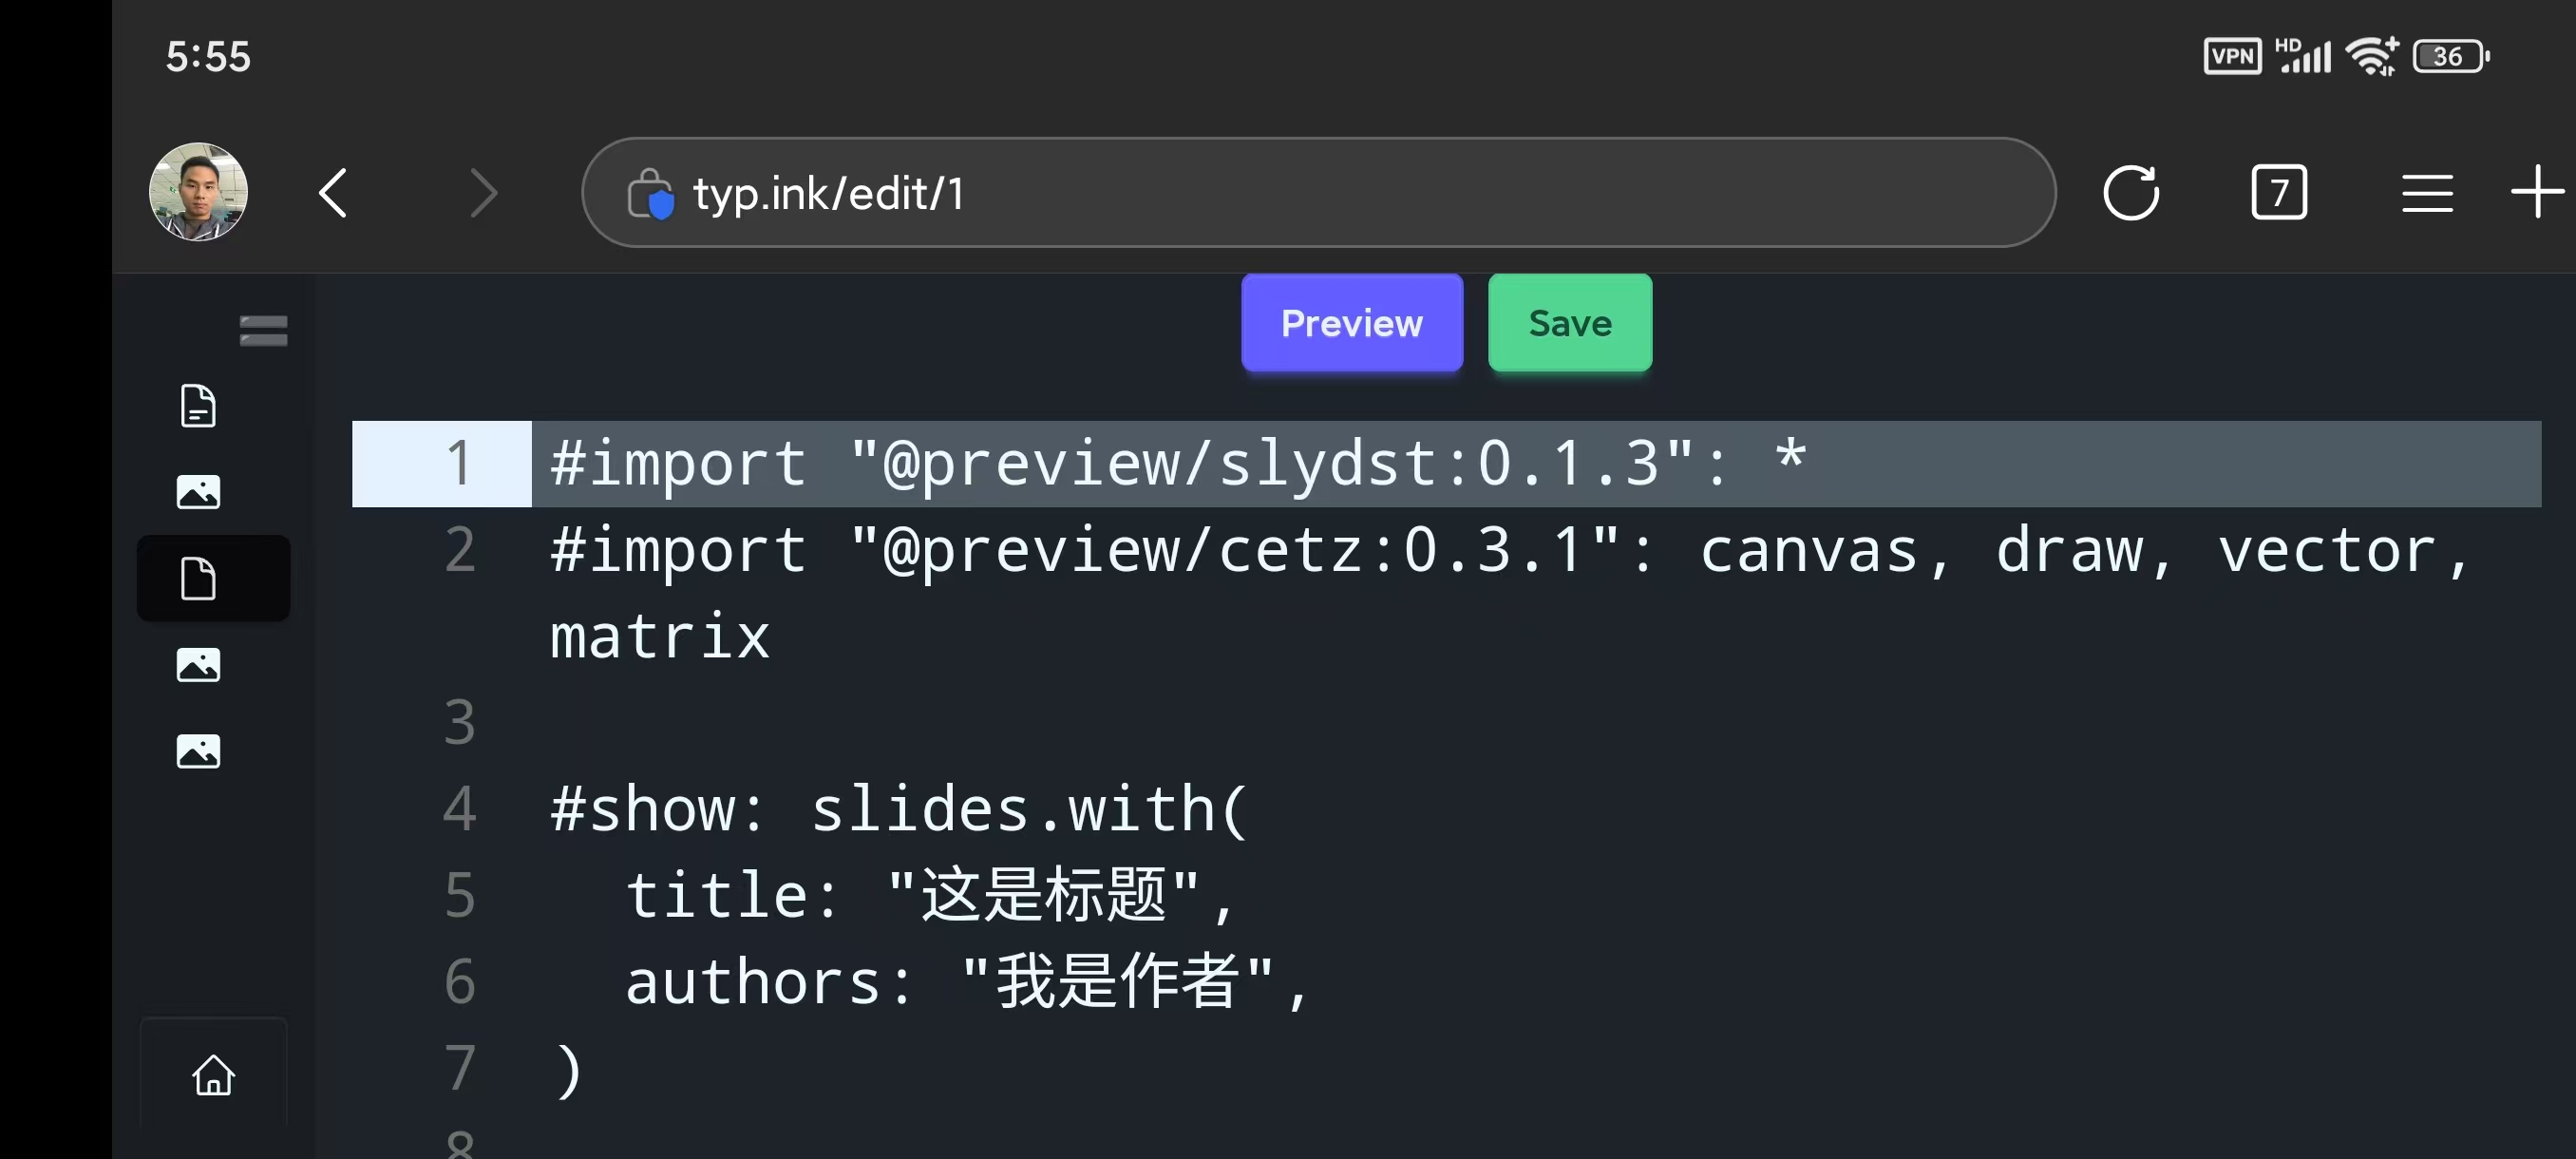 5:55
VPN HD 36
typ.ink/edit/1
7
Preview Save
1 #import "@preview/slydst:0.1.3": *
2 #import "@preview/cetz:0.3.1": canvas, draw, vector,
matrix
3
4 #show: slides.with(
5 title: "这是标题",
6 authors: "我是作者",
7 )
8